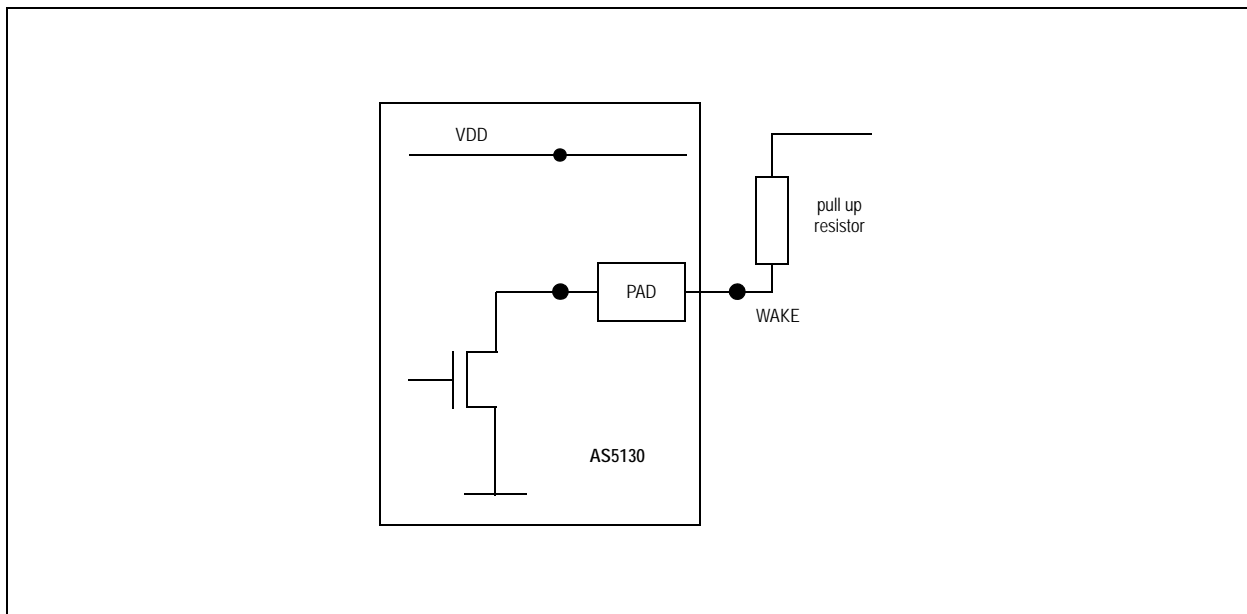 VDD
pull up
resistor
PAD
WAKE
AS5130